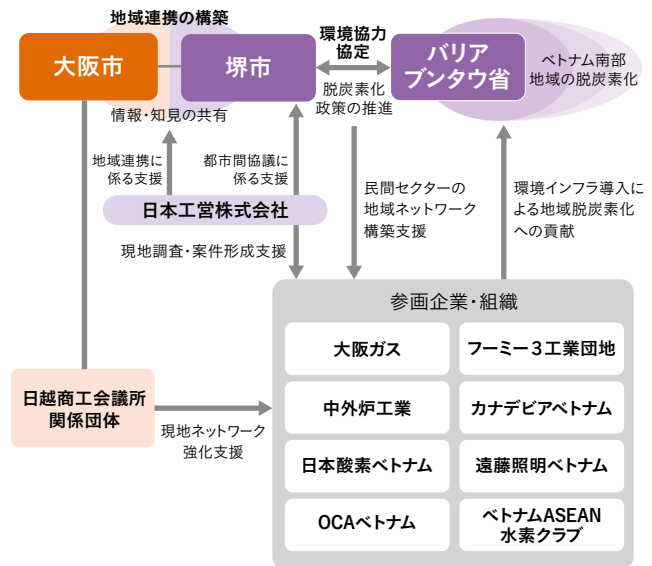 地域連携の構築
大阪市
堺市
環境協力
協定
バリア
ブンタウ省
ベトナム南部
地域の脱炭素化
脱炭素化
政策の推進
情報・知見の共有
地域連携に
係る支援
都市間協議に
係る支援
日本工営株式会社
現地調査・案件形成支援
民間セクターの
地域ネットワーク
構築支援
環境インフラ導入に
よる地域脱炭素化
への貢献
参画企業・組織
大阪ガス
フーミー3工業団地
中外炉工業
カナデビアベトナム
日本酸素ベトナム
遠藤照明ベトナム
OCAベトナム
ベトナムASEAN
水素クラブ
日越商工会議所
関係団体
現地ネットワーク
強化支援